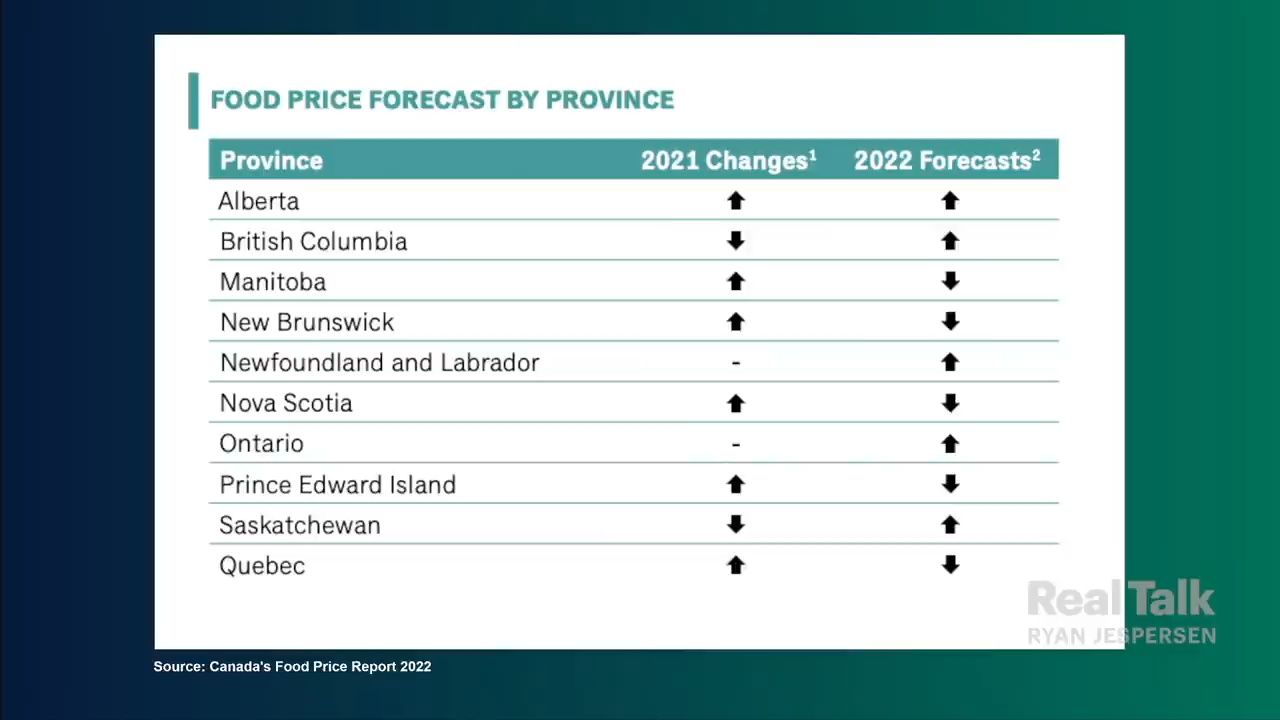 FOOD PRICE FORECAST BY PROVINCE
Province 2021 Changes¹ 2022 Forecasts²
Alberta ⬆ ⬆
British Columbia ⬇ ⬆
Manitoba ⬆ ⬇
New Brunswick ⬆ ⬇
Newfoundland and Labrador - ⬆
Nova Scotia ⬆ ⬇
Ontario - ⬆
Prince Edward Island ⬆ ⬇
Saskatchewan ⬇ ⬆
Quebec ⬆ ⬇
Real Talk
RYAN JESPERSEN
Source: Canada's Food Price Report 2022